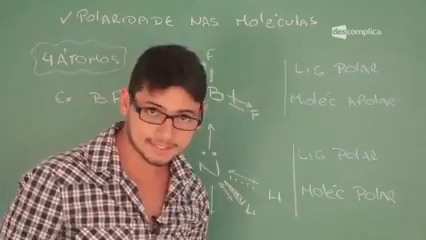 ✓ POLARIDADE NAS MOLÉCULAS
descomplica
4 ÁTOMOS
F
LIG POLAR
Ex. BF
B
F
MOLÉC APOLAR
LIG POLAR
N
H
MOLÉC POLAR
H